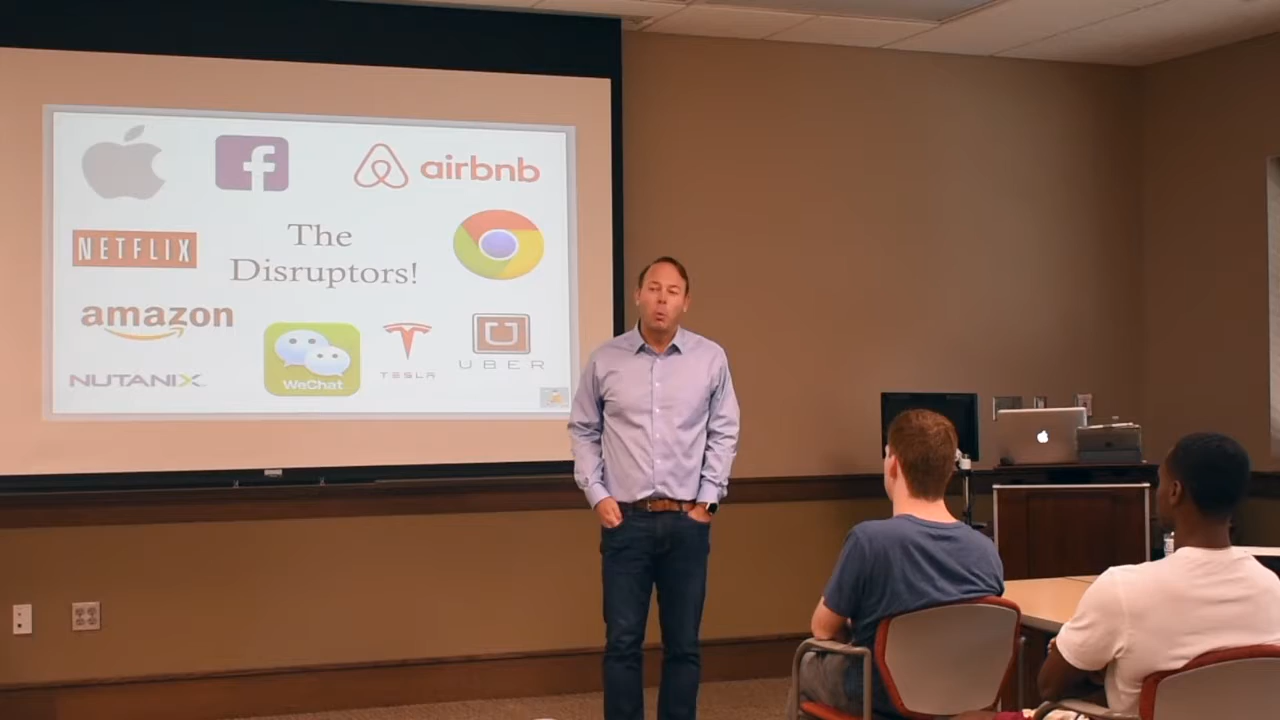 f
airbnb
NETFLIX
The
Disruptors!
amazon
WeChat
TESLA
U
UBER
NUTANIX